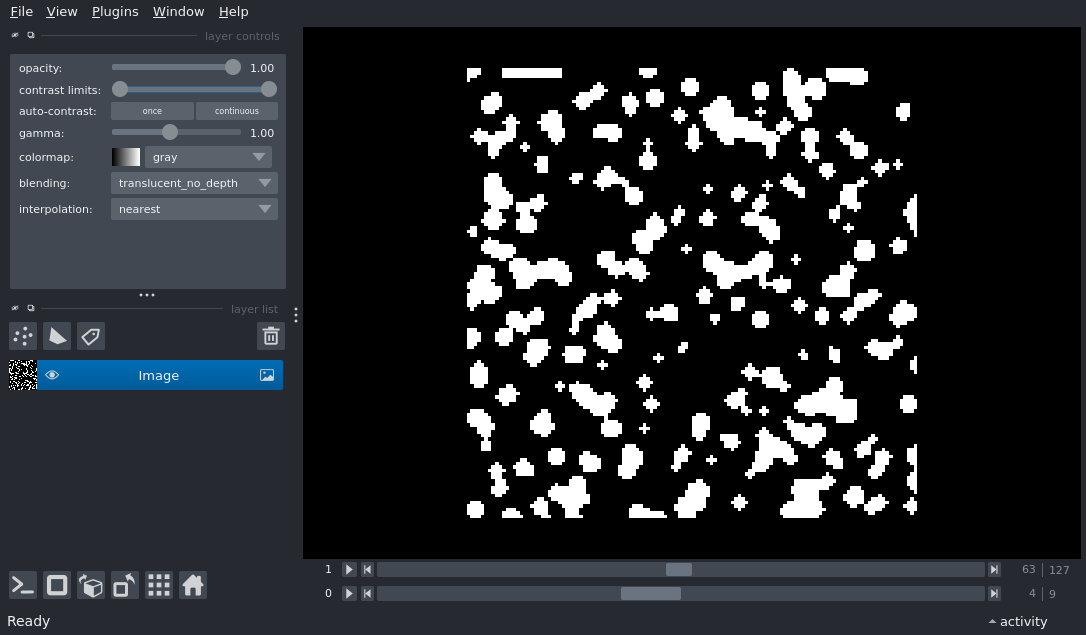 File View Plugins Window Help
layer controls
opacity: 1.00
contrast limits:
auto-contrast: once continuous
gamma: 1.00
colormap: gray
blending: translucent_no_depth
interpolation: nearest
layer list
Image
1 63 127
0 4 9
Ready activity